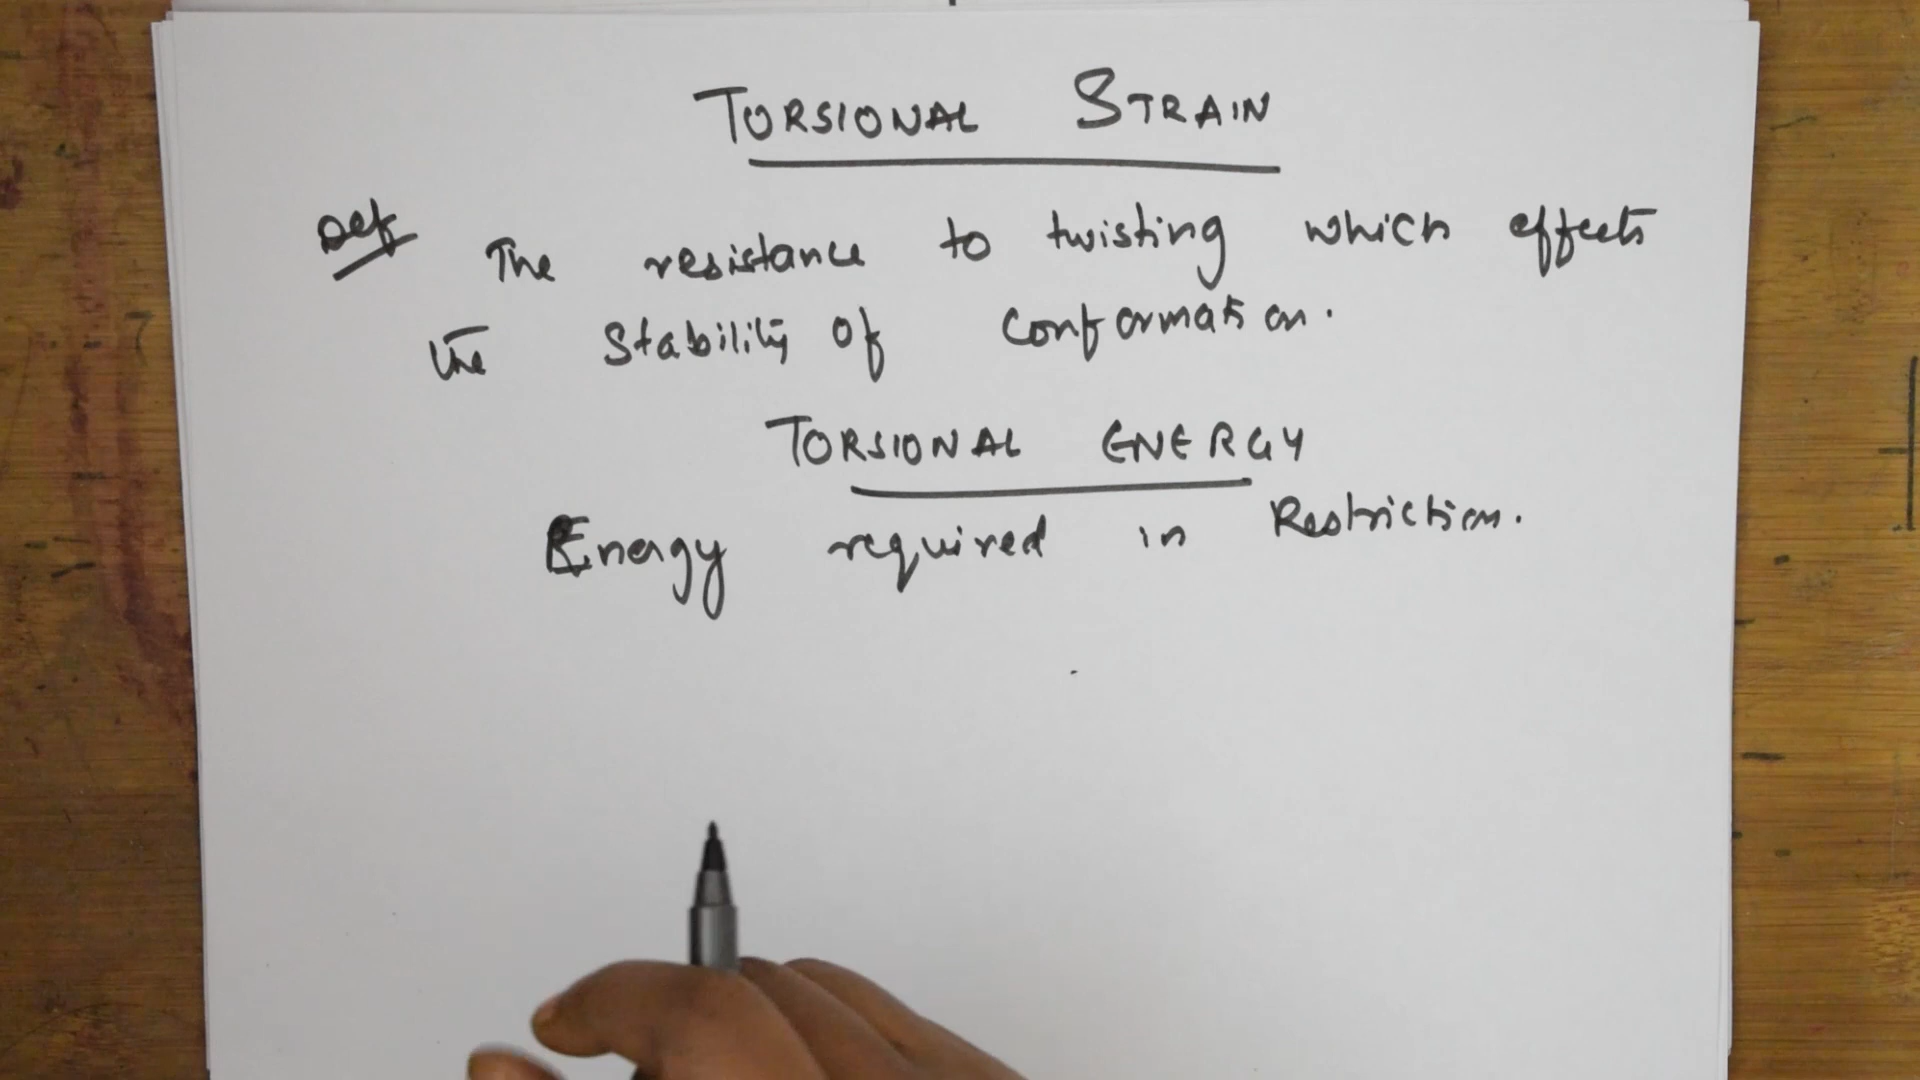 TORSIONAL STRAIN
Def The resistance to twisting which effects
the stability of conformation.
TORSIONAL ENERGY
Energy required in Restriction.